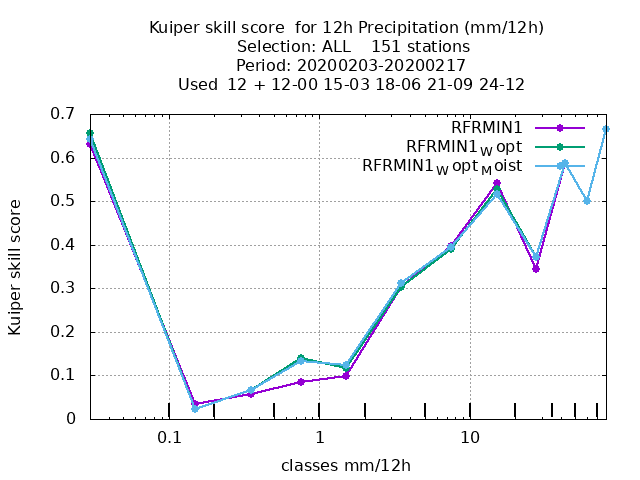 Kuiper skill score  for 12h Precipitation (mm/12h)
Selection: ALL    151 stations
Period: 20200203-20200217
Used  12 + 12-00 15-03 18-06 21-09 24-12
RFRMIN1
RFRMIN1W opt
RFRMIN1W optM oist
Kuiper skill score
0.7
0.6
0.5
0.4
0.3
0.2
0.1
0
0.1 1 10
classes mm/12h